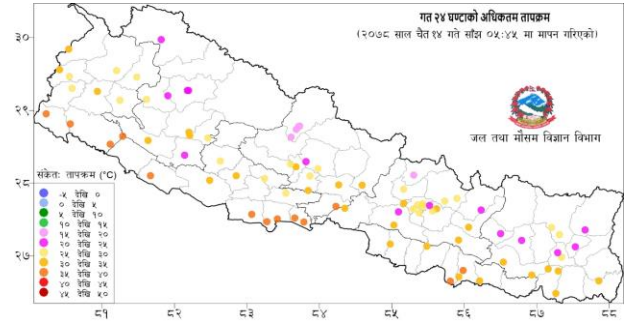 गत २४ घण्टाको अधिकतम तापक्रम
(२०७८ साल चैत १४ गते साँझ ०५:४५ मा मापन गरिएको)
जल तथा मौसम विज्ञान विभाग
३०
२९
२८
२७
संकेत: तापक्रम (°C)
-५ देखि ०
० देखि ५
५ देखि १०
१० देखि १५
१५ देखि २०
२० देखि २५
२५ देखि ३०
३० देखि ३५
३५ देखि ४०
४० देखि ४५
४५ देखि ५०
८१ ८२ ८३ ८४ ८५ ८६ ८७ ८८